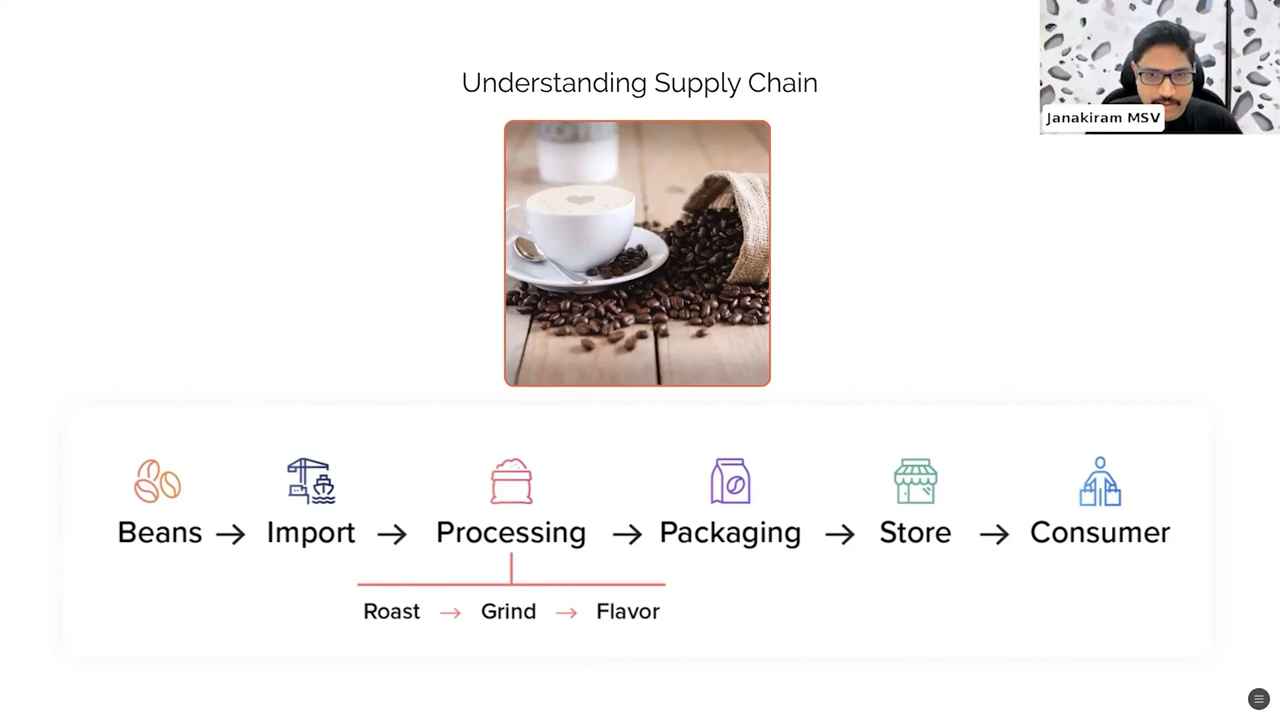 Understanding Supply Chain
Janakiram MSV
Beans → Import → Processing → Packaging → Store → Consumer
Roast → Grind → Flavor